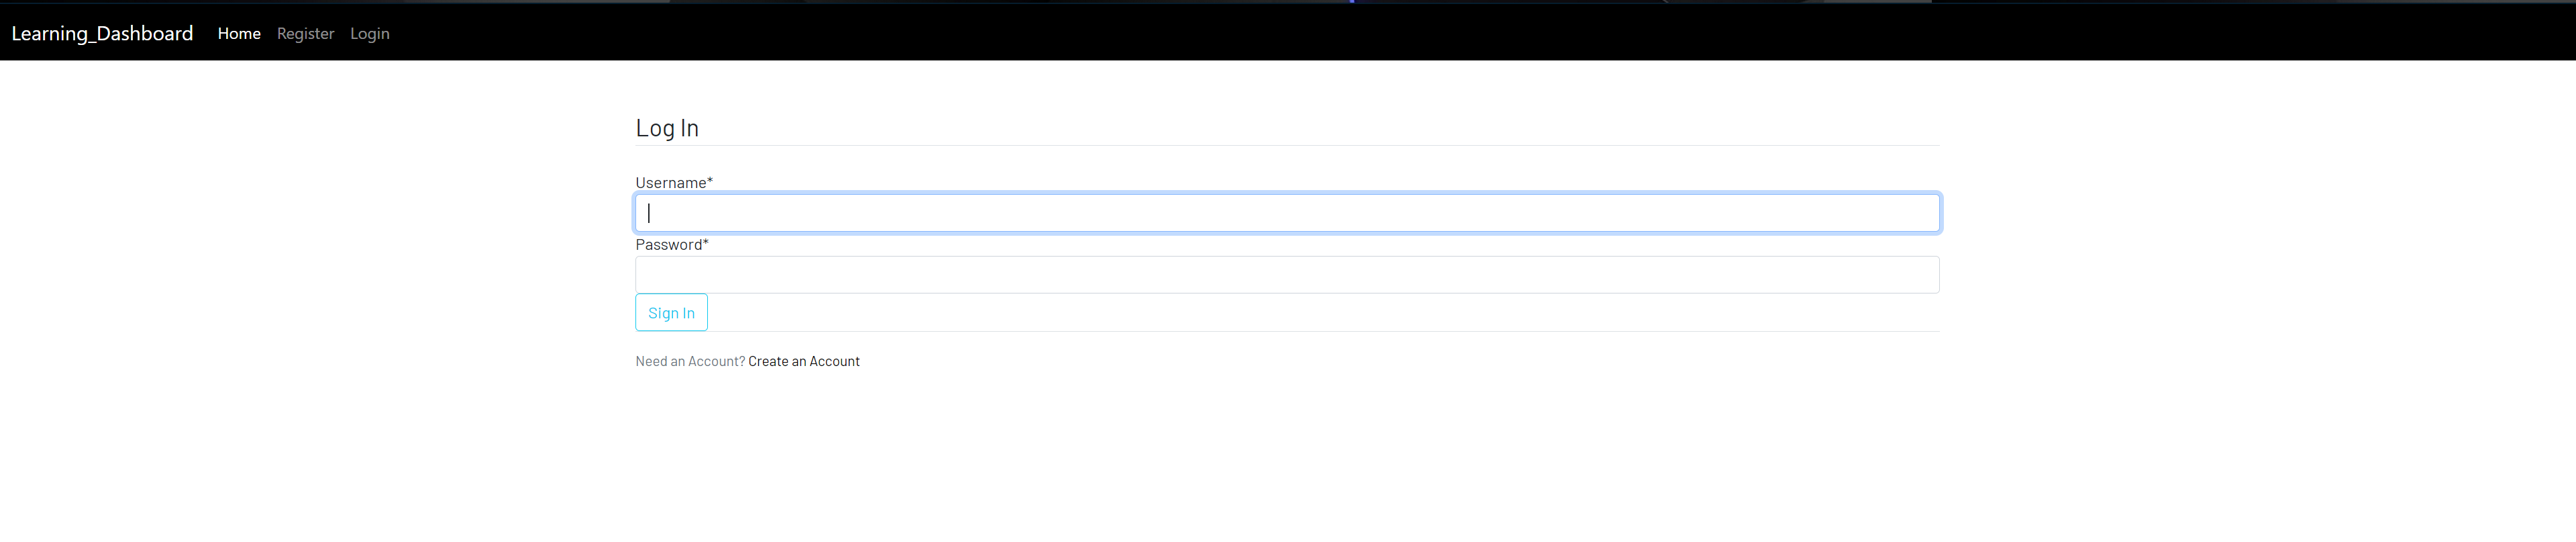 Learning_Dashboard Home Register Login
Log In
Username*
Password*
Sign In
Need an Account? Create an Account